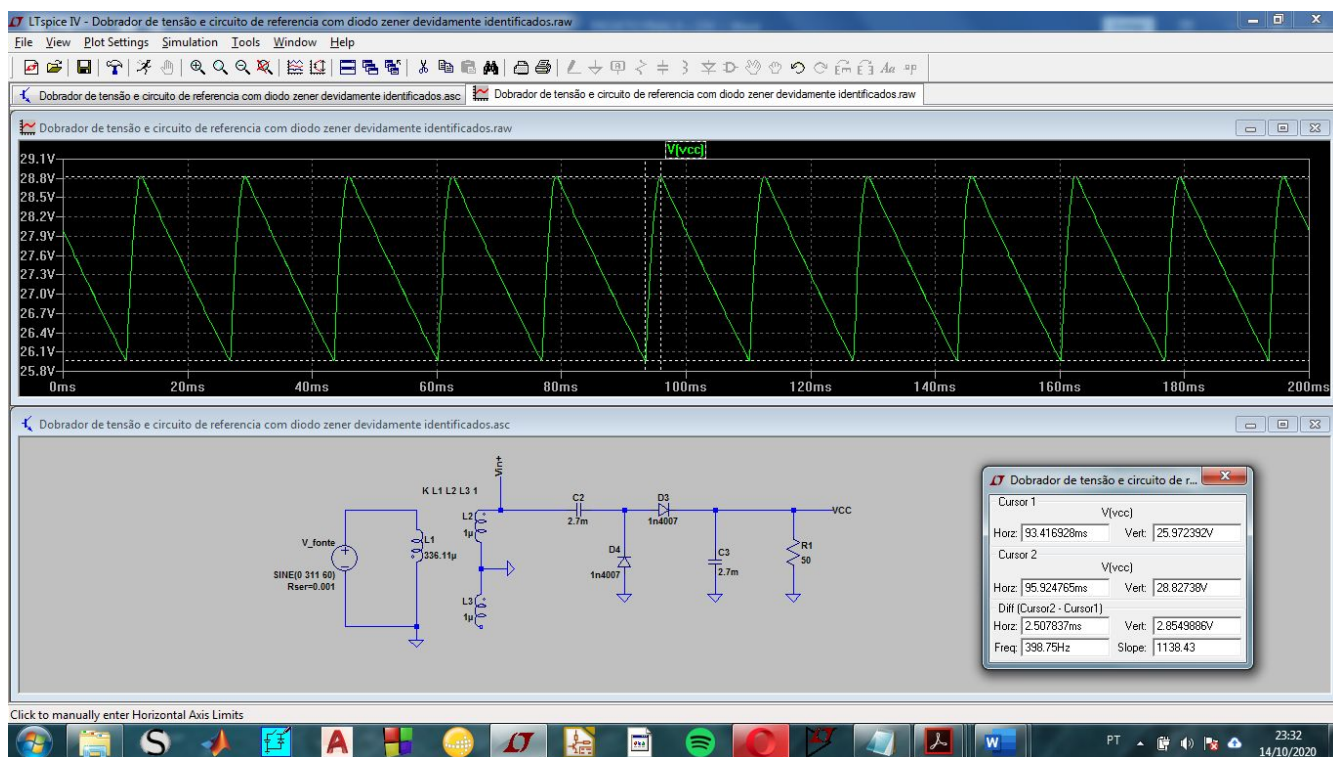 LTspice IV - Dobrador de tensão e circuito de referencia com diodo zener devidamente identificados.raw
File View Plot Settings Simulation Tools Window Help
Dobrador de tensão e circuito de referencia com diodo zener devidamente identificados.asc
Dobrador de tensão e circuito de referencia com diodo zener devidamente identificados.raw
Dobrador de tensão e circuito de referencia com diodo zener devidamente identificados.raw
V(vcc)
29.1V
28.8V
28.5V
28.2V
27.9V
27.6V
27.3V
27.0V
26.7V
26.4V
26.1V
25.8V
0ms 20ms 40ms 60ms 80ms 100ms 120ms 140ms 160ms 180ms 200ms
Dobrador de tensão e circuito de referencia com diodo zener devidamente identificados.asc
Vin+
K L1 L2 L3 1
V_fonte
SINE(0 311 60)
Rser=0.001
L1
336.11µ
L2
1µ
L3
1µ
C2
2.7m
D4
1n4007
D3
1n4007
C3
2.7m
R1
50
VCC
Dobrador de tensão e circuito de r...
Cursor 1
V(vcc)
Horz: 93.416928ms Vert: 25.972392V
Cursor 2
V(vcc)
Horz: 95.924765ms Vert: 28.82738V
Diff (Cursor2 - Cursor1)
Horz: 2.507837ms Vert: 2.8549886V
Freq: 398.75Hz Slope: 1138.43
Click to manually enter Horizontal Axis Limits
PT
23:32
14/10/2020